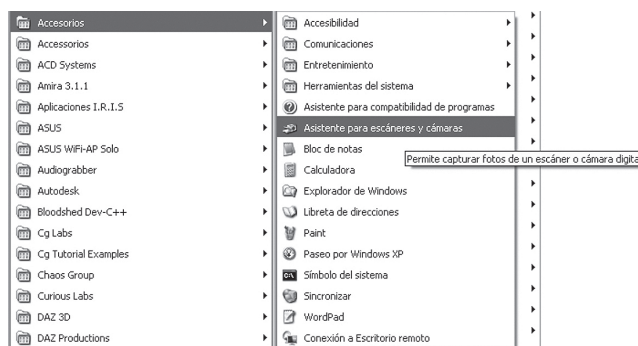 Accesorios
Accessorios
ACD Systems
Amira 3.1.1
Aplicaciones I.R.I.S
ASUS
ASUS WiFi-AP Solo
Audiograbber
Autodesk
Bloodshed Dev-C++
Cg Labs
Cg Tutorial Examples
Chaos Group
Curious Labs
DAZ 3D
DAZ Productions
Accesibilidad
Comunicaciones
Entretenimiento
Herramientas del sistema
Asistente para compatibilidad de programas
Asistente para escáneres y cámaras
Bloc de notas
Permite capturar fotos de un escáner o cámara digita
Calculadora
Explorador de Windows
Libreta de direcciones
Paint
Paseo por Windows XP
Símbolo del sistema
Sincronizar
WordPad
Conexión a Escritorio remoto